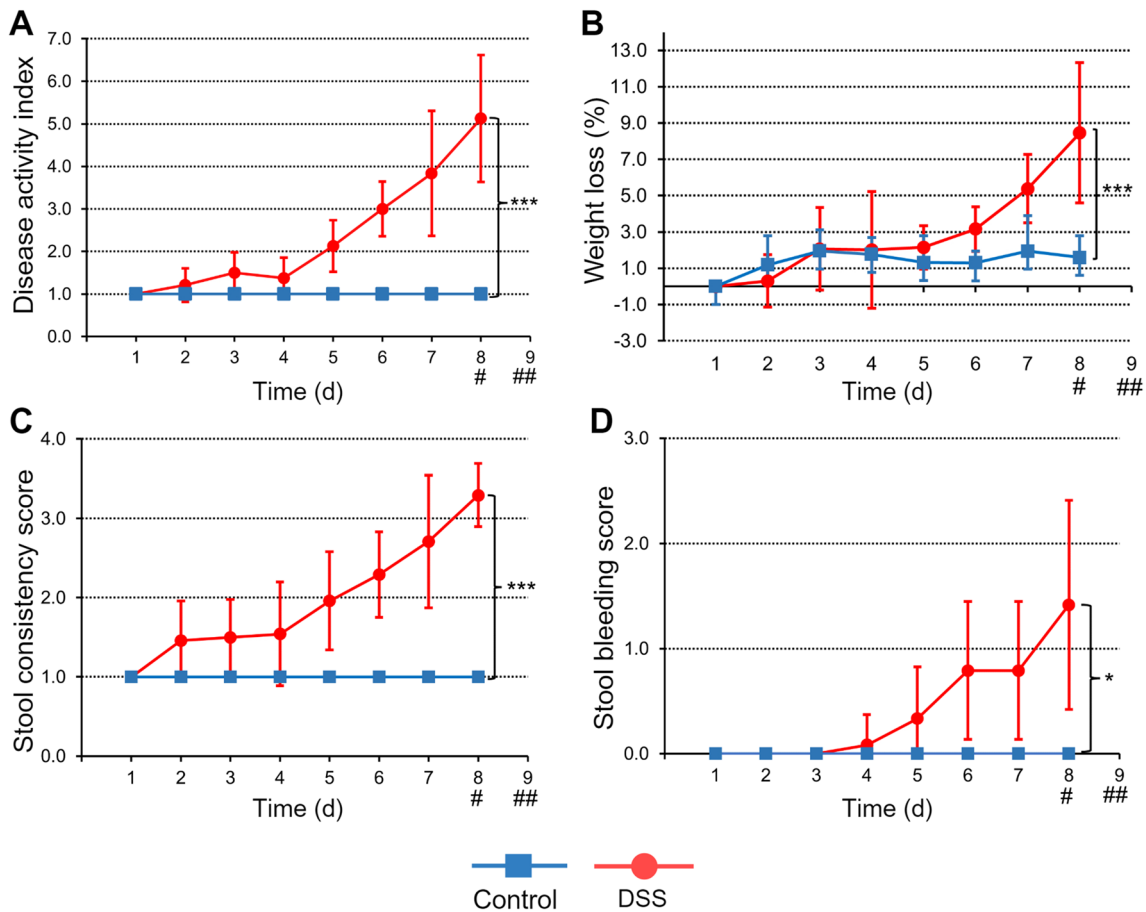 A
Disease activity index
7.0
6.0
5.0
4.0
3.0
2.0
1.0
0.0
***
1 2 3 4 5 6 7 8 9
# ##
Time (d)
B
Weight loss (%)
13.0
11.0
9.0
7.0
5.0
3.0
1.0
-1.0
-3.0
***
1 2 3 4 5 6 7 8 9
# ##
Time (d)
C
Stool consistency score
4.0
3.0
2.0
1.0
0.0
***
1 2 3 4 5 6 7 8 9
# ##
Time (d)
D
Stool bleeding score
3.0
2.0
1.0
0.0
*
1 2 3 4 5 6 7 8 9
# ##
Time (d)
Control DSS